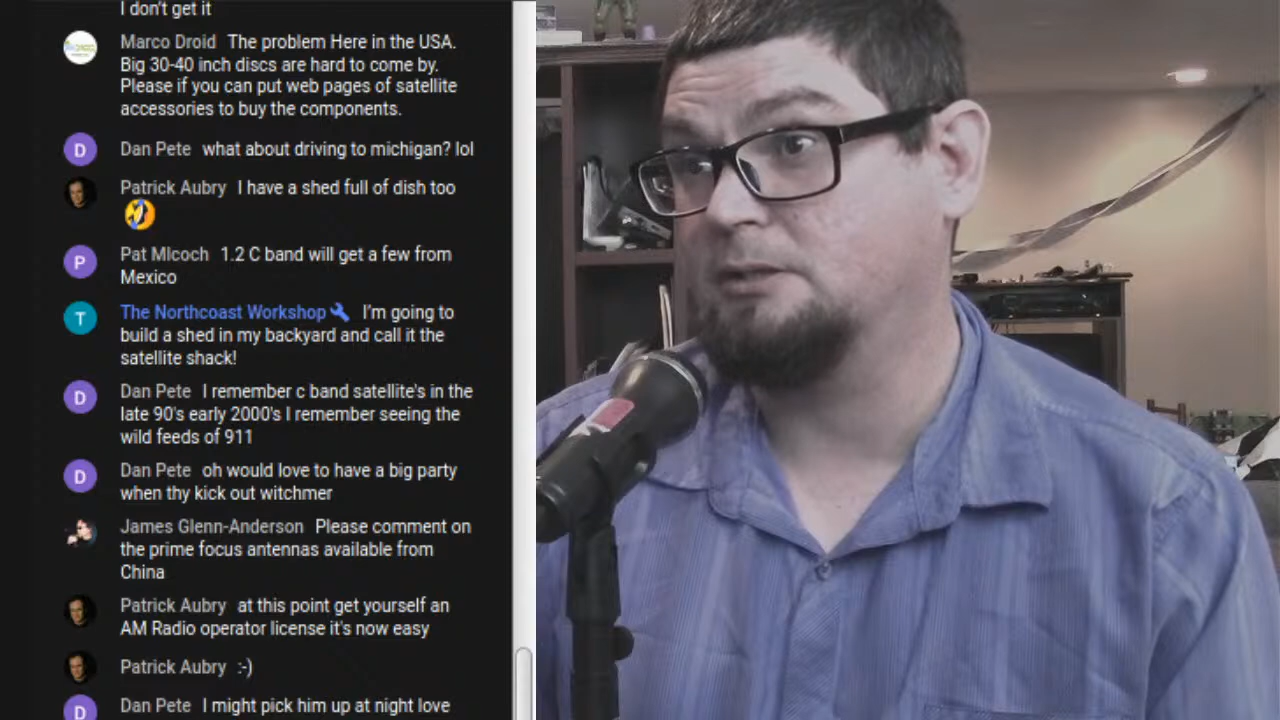 I don't get it
Marco Droid The problem Here in the USA.
Big 30-40 inch discs are hard to come by.
Please if you can put web pages of satellite
accessories to buy the components.
D Dan Pete what about driving to michigan? lol
Patrick Aubry I have a shed full of dish too
P Pat Mlcoch 1.2 C band will get a few from
Mexico
T The Northcoast Workshop I'm going to
build a shed in my backyard and call it the
satellite shack!
D Dan Pete I remember c band satellite's in the
late 90's early 2000's I remember seeing the
wild feeds of 911
D Dan Pete oh would love to have a big party
when thy kick out witchmer
James Glenn-Anderson Please comment on
the prime focus antennas available from
China
Patrick Aubry at this point get yourself an
AM Radio operator license it's now easy
Patrick Aubry :-)
D Dan Pete I might pick him up at night love